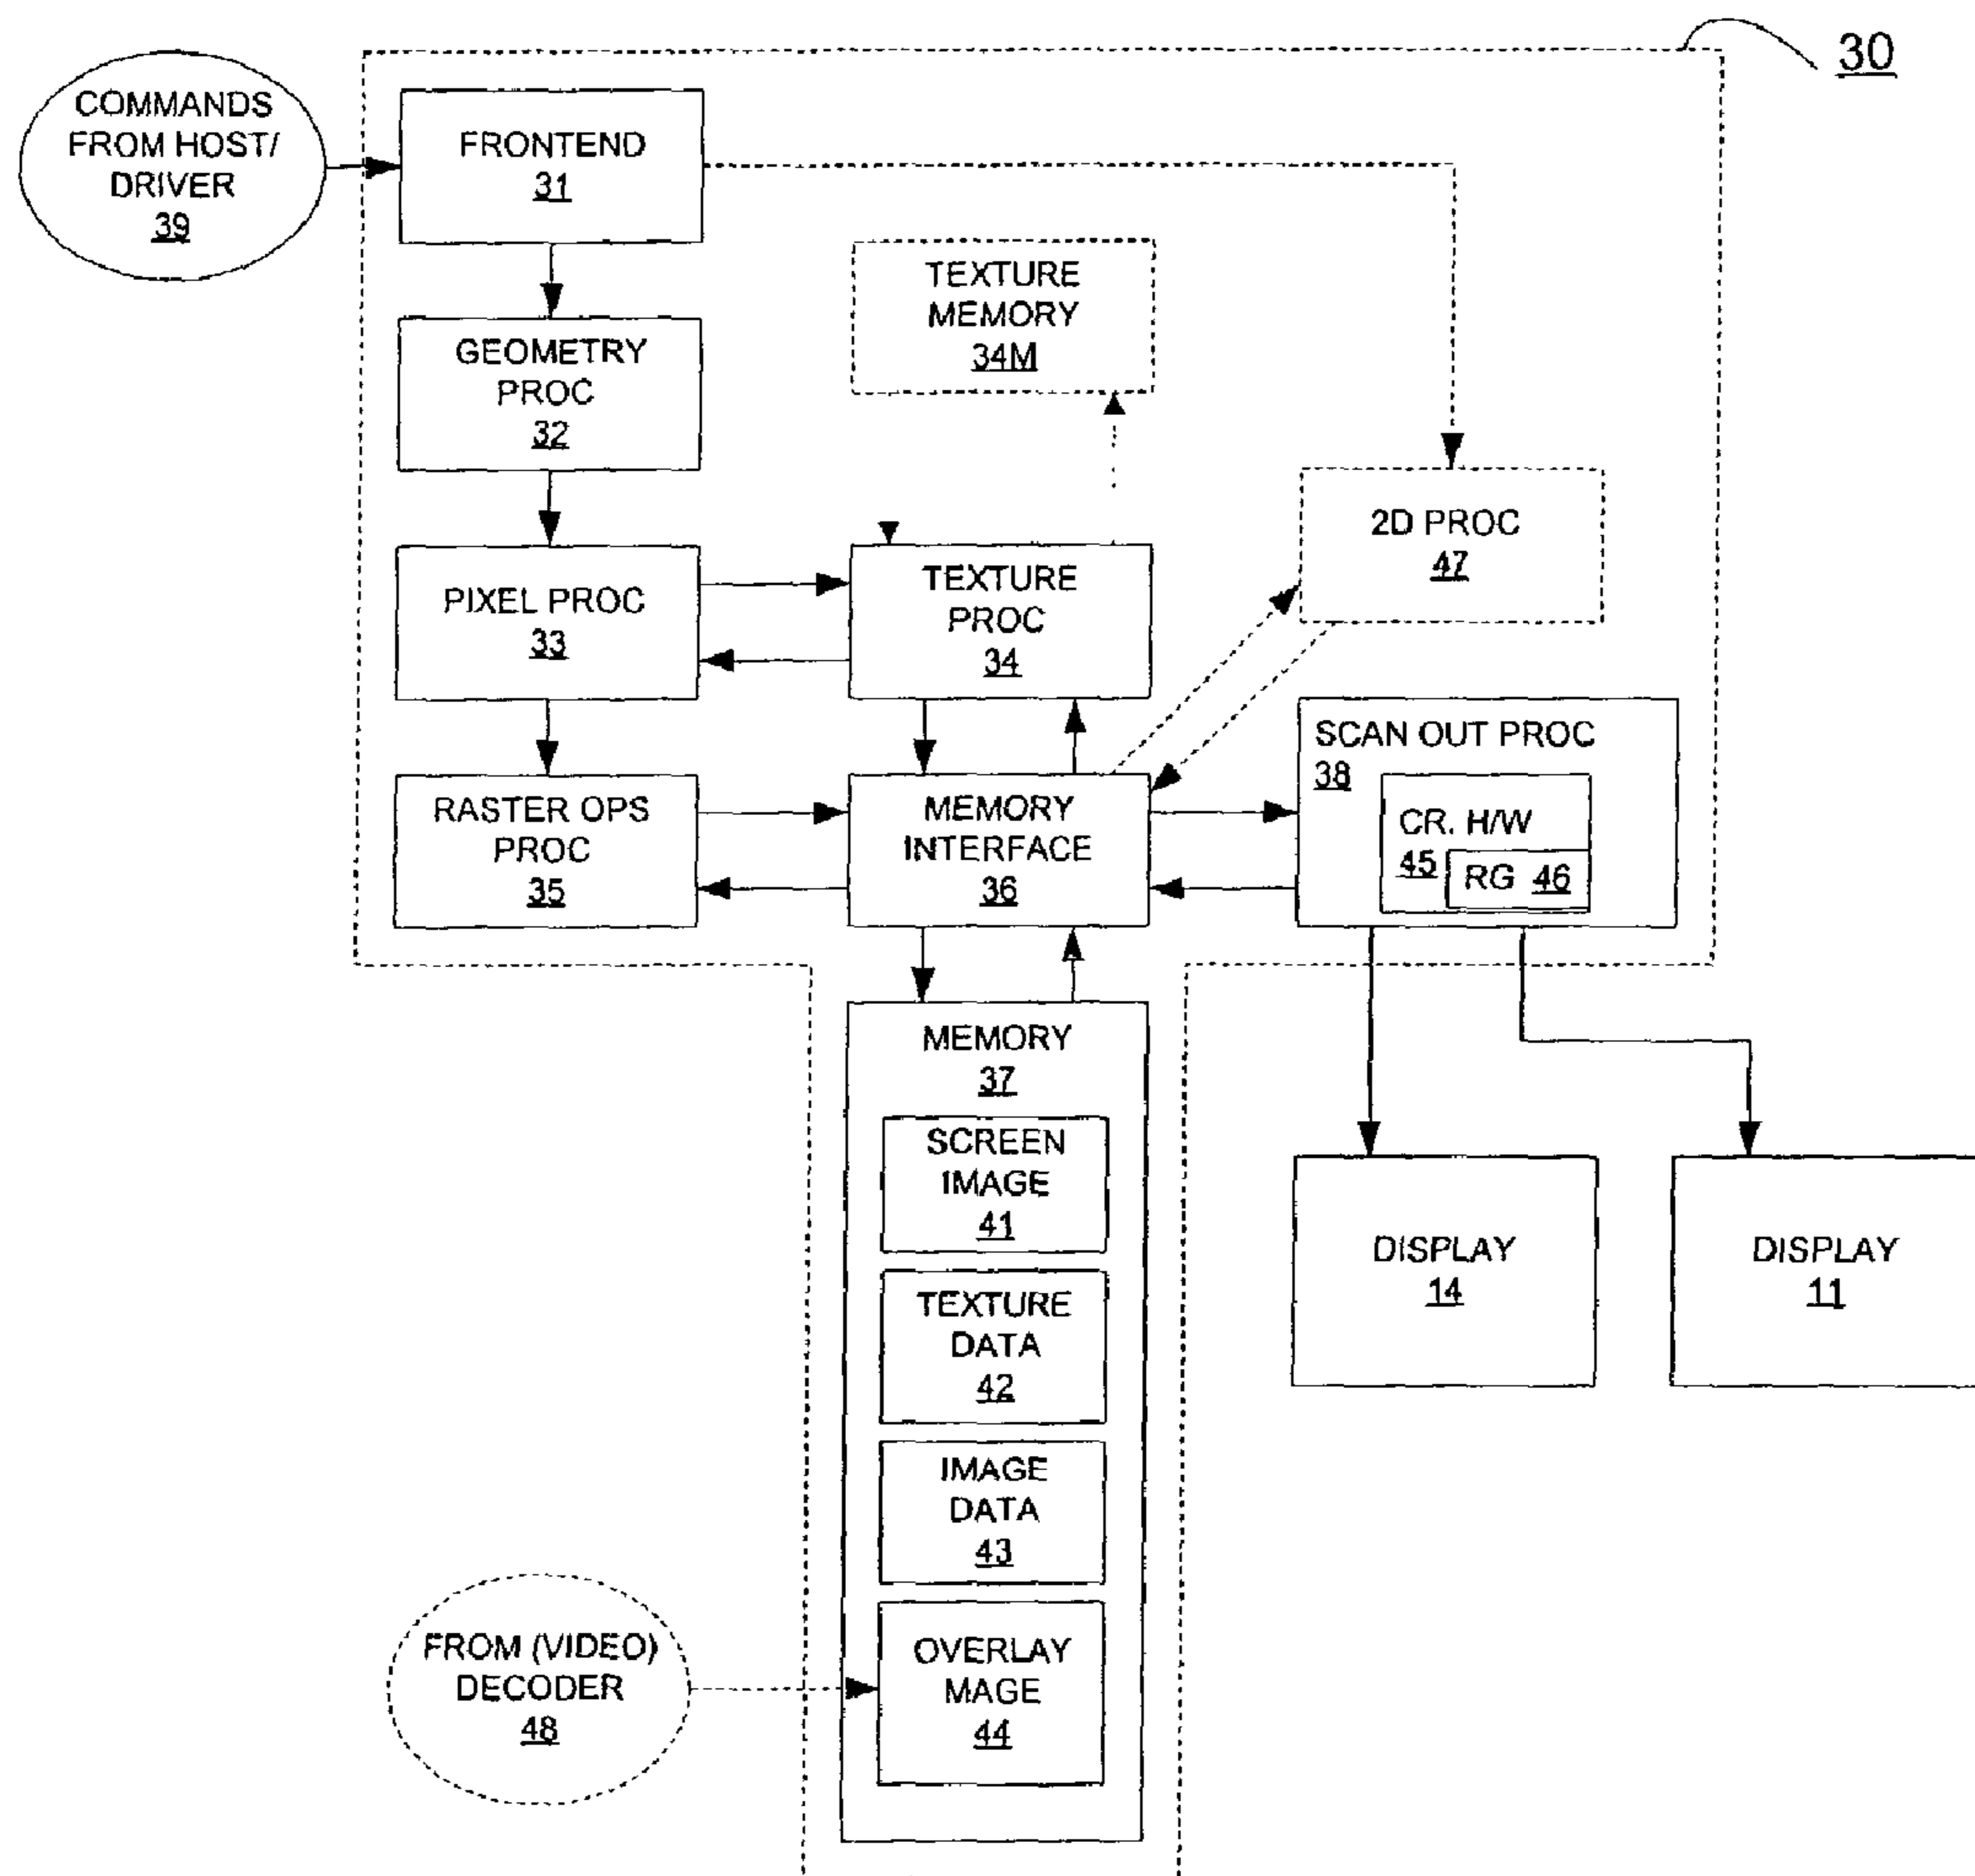 30
COMMANDS
FROM HOST/
DRIVER
39
FRONTEND
31
TEXTURE
MEMORY
34M
GEOMETRY
PROC
32
2D PROC
47
PIXEL PROC
33
TEXTURE
PROC
34
SCAN OUT PROC
38
CR. H/W
45
RG 46
RASTER OPS
PROC
35
MEMORY
INTERFACE
36
MEMORY
37
SCREEN
IMAGE
41
TEXTURE
DATA
42
IMAGE
DATA
43
OVERLAY
MAGE
44
DISPLAY
14
DISPLAY
11
FROM (VIDEO)
DECODER
48